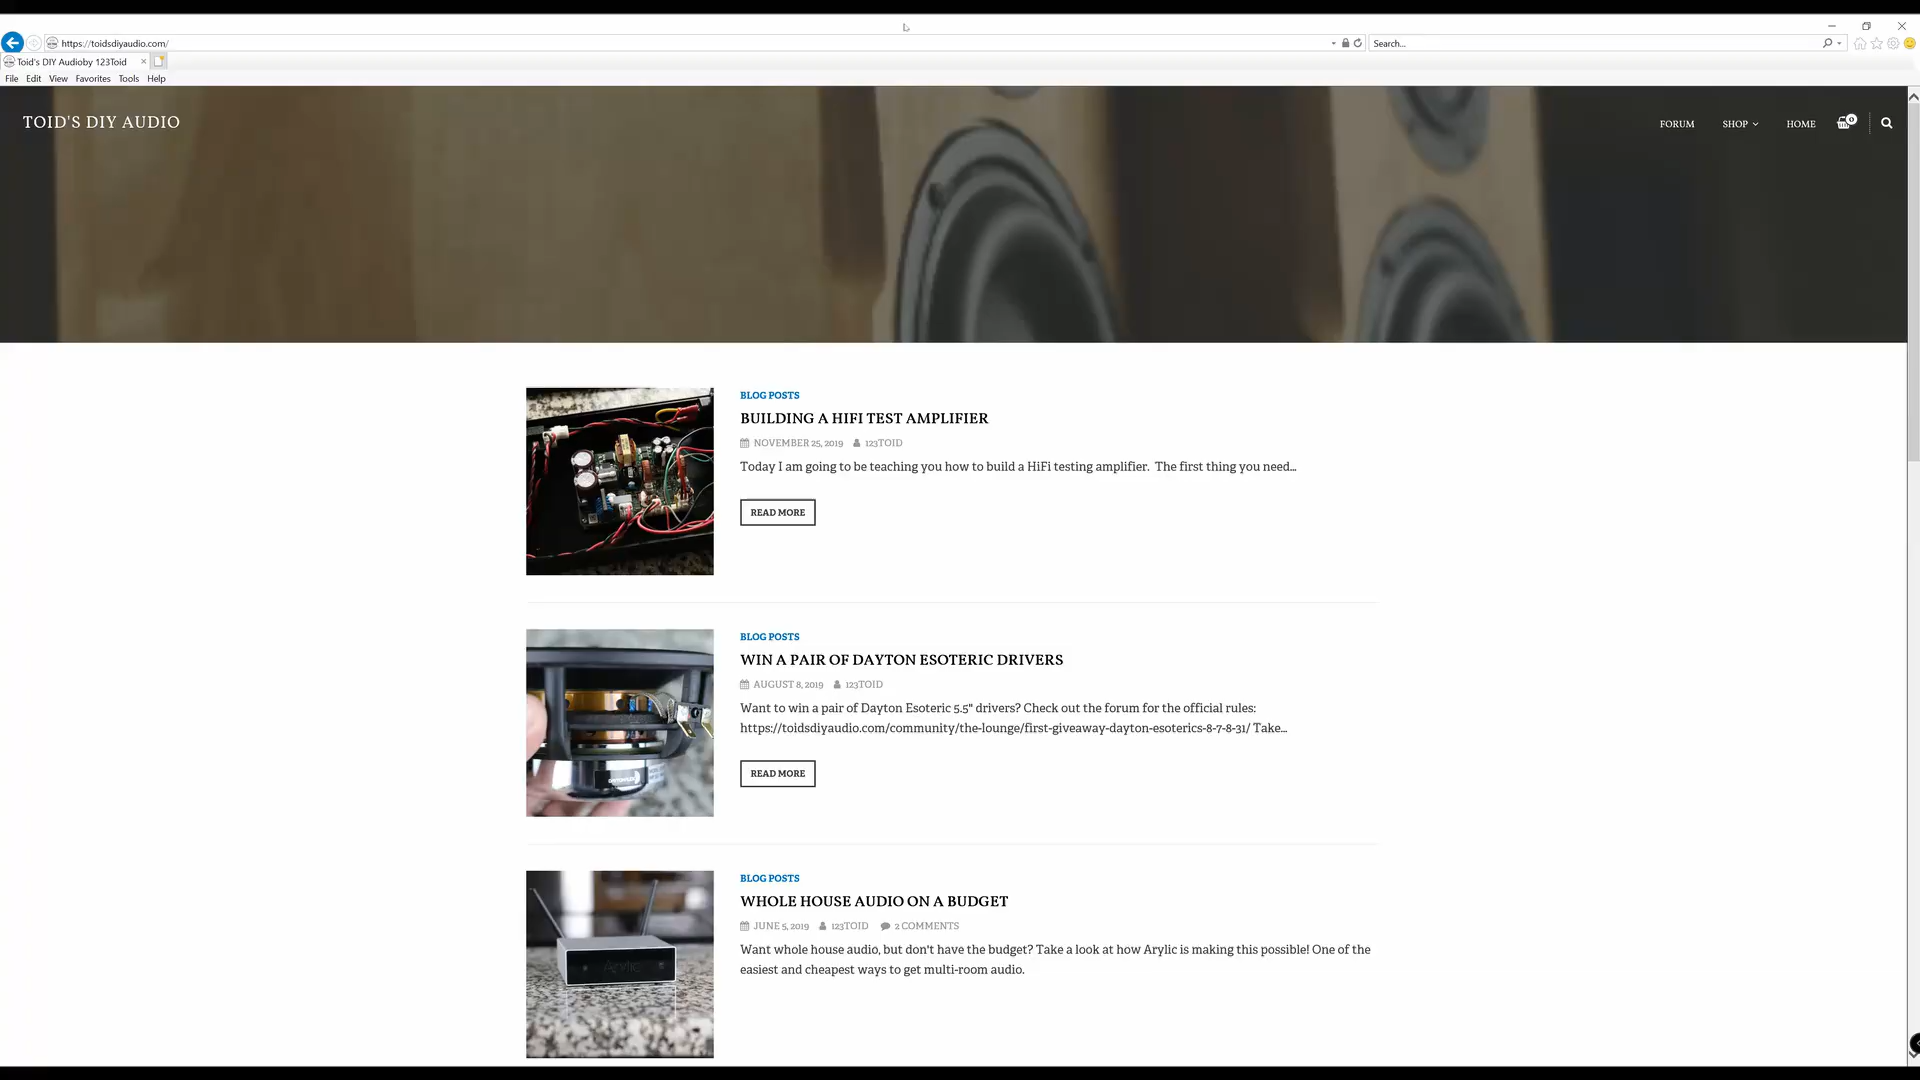 https://toidsdiyaudio.com/
Search...
Toid's DIY Audioby 123Toid
File Edit View Favorites Tools Help
TOID'S DIY AUDIO
FORUM SHOP HOME 0
BLOG POSTS
BUILDING A HIFI TEST AMPLIFIER
NOVEMBER 25, 2019 123TOID
Today I am going to be teaching you how to build a HiFi testing amplifier. The first thing you need...
READ MORE
BLOG POSTS
WIN A PAIR OF DAYTON ESOTERIC DRIVERS
AUGUST 8, 2019 123TOID
Want to win a pair of Dayton Esoteric 5.5" drivers? Check out the forum for the official rules:
https://toidsdiyaudio.com/community/the-lounge/first-giveaway-dayton-esoterics-8-7-8-31/ Take...
READ MORE
BLOG POSTS
WHOLE HOUSE AUDIO ON A BUDGET
JUNE 5, 2019 123TOID 2 COMMENTS
Want whole house audio, but don't have the budget? Take a look at how Arylic is making this possible! One of the
easiest and cheapest ways to get multi-room audio.
Arylic